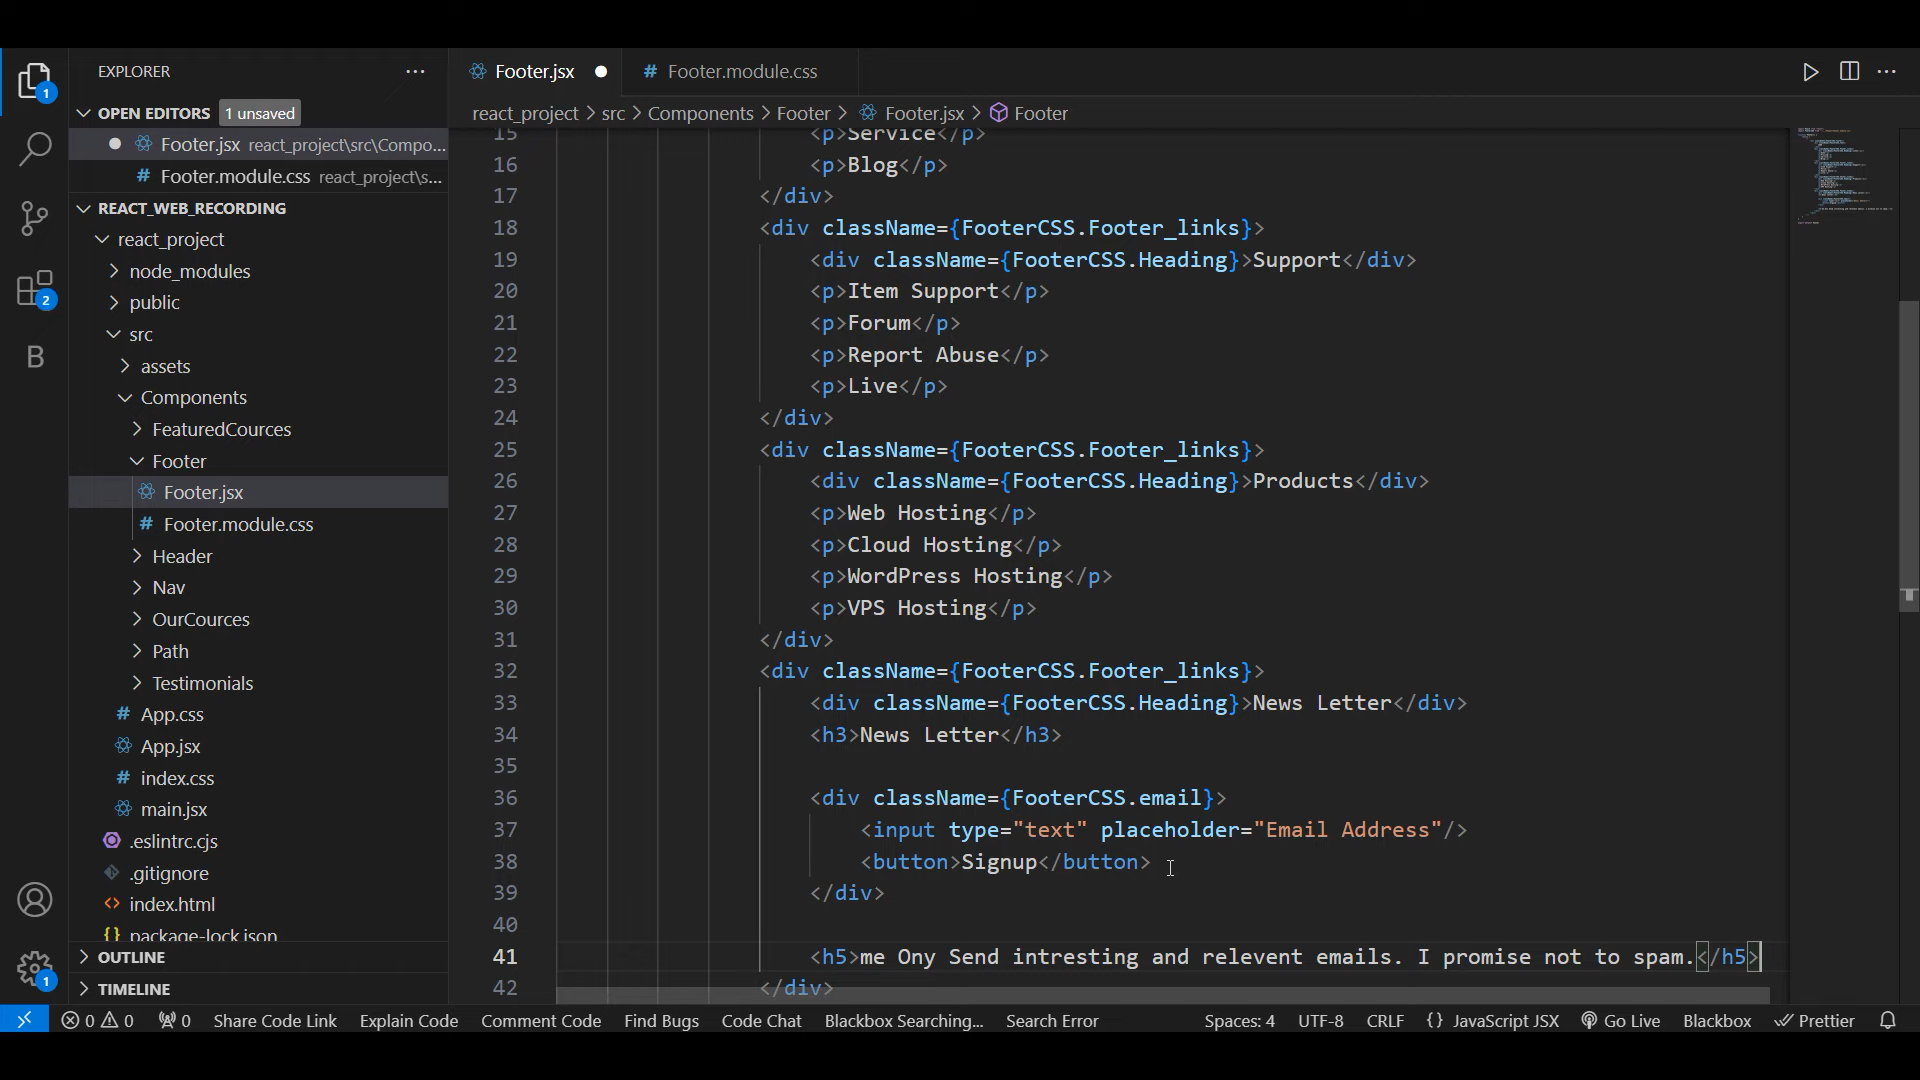 EXPLORER
Footer.jsx
Footer.module.css
OPEN EDITORS 1 unsaved
react_project > src > Components > Footer > Footer.jsx > Footer
Footer.jsx react_project\src\Compo...
Footer.module.css react_project\s...
REACT_WEB_RECORDING
react_project
node_modules
public
src
assets
Components
FeaturedCources
Footer
Footer.jsx
Footer.module.css
Header
Nav
OurCources
Path
Testimonials
App.css
App.jsx
index.css
main.jsx
.eslintrc.cjs
.gitignore
index.html
package-lock.json
OUTLINE
TIMELINE
1
2
B
1
15 <p>Service</p>
16 <p>Blog</p>
17 </div>
18 <div className={FooterCSS.Footer_links}>
19 <div className={FooterCSS.Heading}>Support</div>
20 <p>Item Support</p>
21 <p>Forum</p>
22 <p>Report Abuse</p>
23 <p>Live</p>
24 </div>
25 <div className={FooterCSS.Footer_links}>
26 <div className={FooterCSS.Heading}>Products</div>
27 <p>Web Hosting</p>
28 <p>Cloud Hosting</p>
29 <p>WordPress Hosting</p>
30 <p>VPS Hosting</p>
31 </div>
32 <div className={FooterCSS.Footer_links}>
33 <div className={FooterCSS.Heading}>News Letter</div>
34 <h3>News Letter</h3>
35
36 <div className={FooterCSS.email}>
37 <input type="text" placeholder="Email Address"/>
38 <button>Signup</button>
39 </div>
40
41 <h5>me Ony Send intresting and relevent emails. I promise not to spam.</h5>
42 </div>
0 0 0 Share Code Link Explain Code Comment Code Find Bugs Code Chat Blackbox Searching... Search Error Spaces: 4 UTF-8 CRLF {} JavaScript JSX Go Live Blackbox Prettier